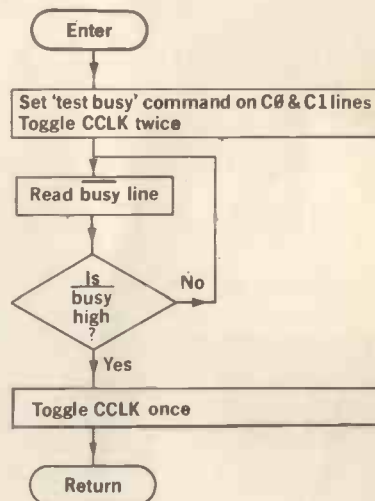 Enter
Set 'test busy' command on CØ & C1 lines
Toggle CCLK twice
Read busy line
Is
busy
high
?
No
Yes
Toggle CCLK once
Return